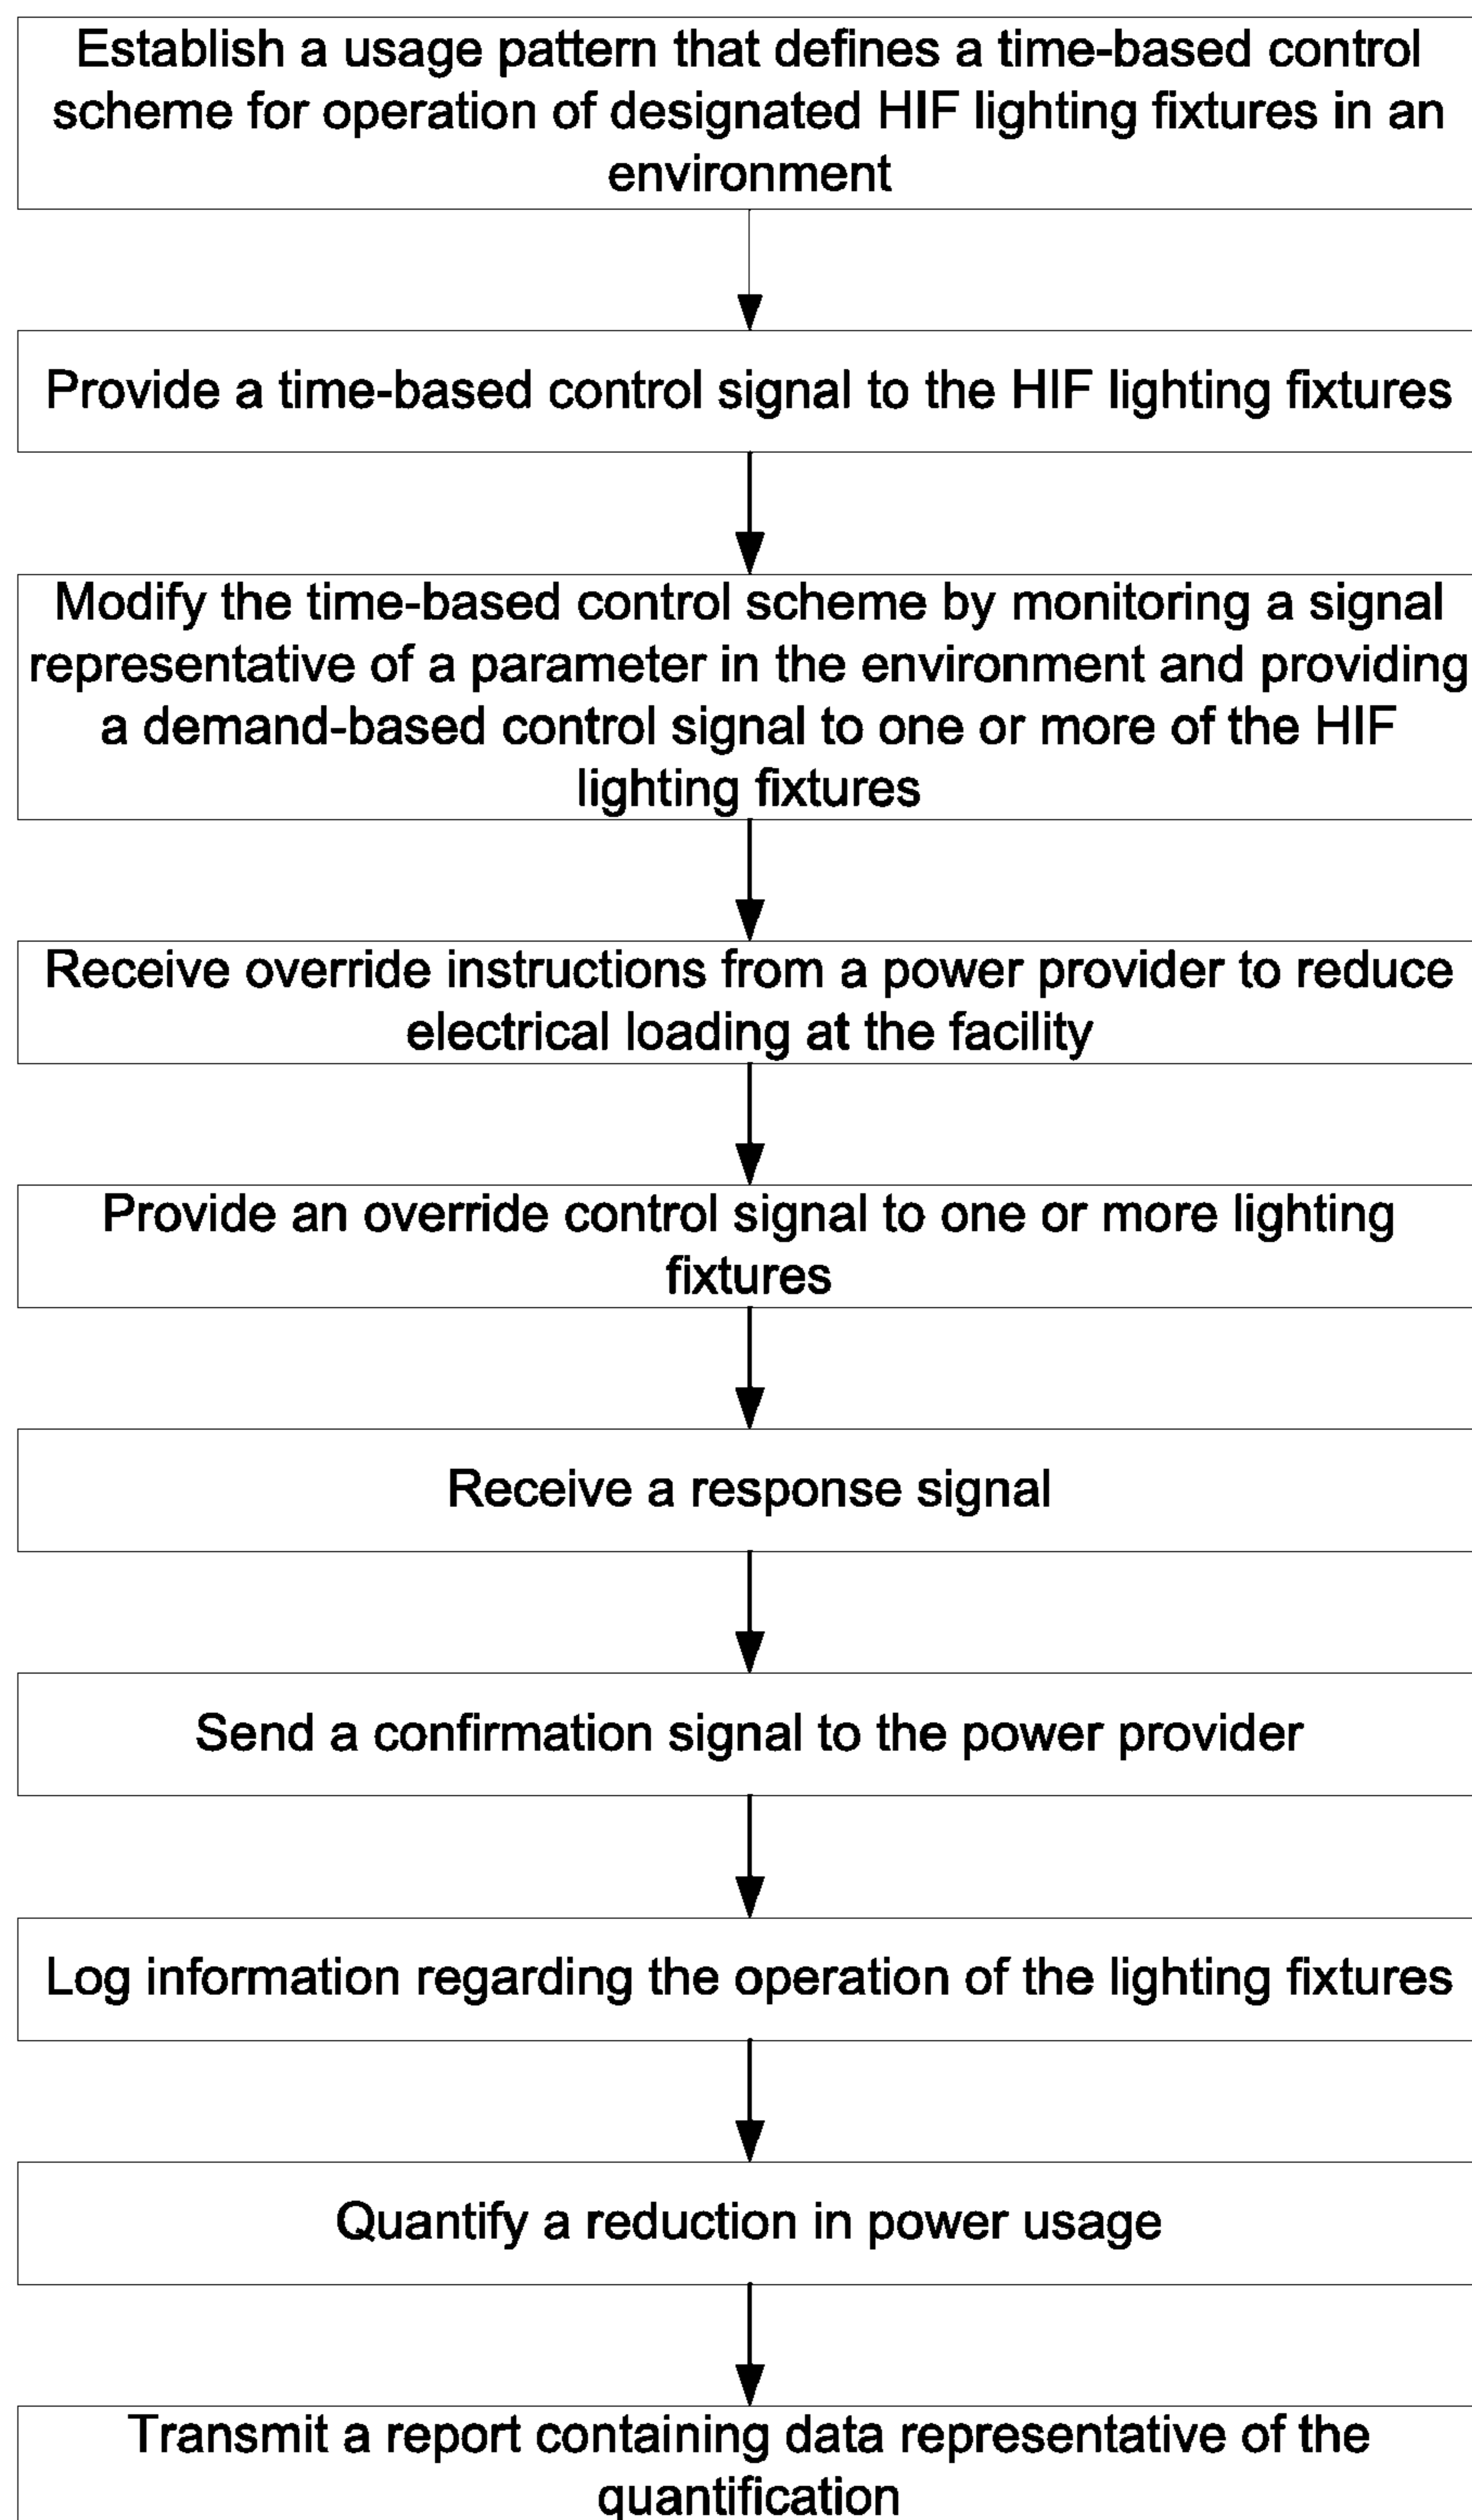 Establish a usage pattern that defines a time-based control
scheme for operation of designated HIF lighting fixtures in an
environment
Provide a time-based control signal to the HIF lighting fixtures
Modify the time-based control scheme by monitoring a signal
representative of a parameter in the environment and providing
a demand-based control signal to one or more of the HIF
lighting fixtures
Receive override instructions from a power provider to reduce
electrical loading at the facility
Provide an override control signal to one or more lighting
fixtures
Receive a response signal
Send a confirmation signal to the power provider
Log information regarding the operation of the lighting fixtures
Quantify a reduction in power usage
Transmit a report containing data representative of the
quantification